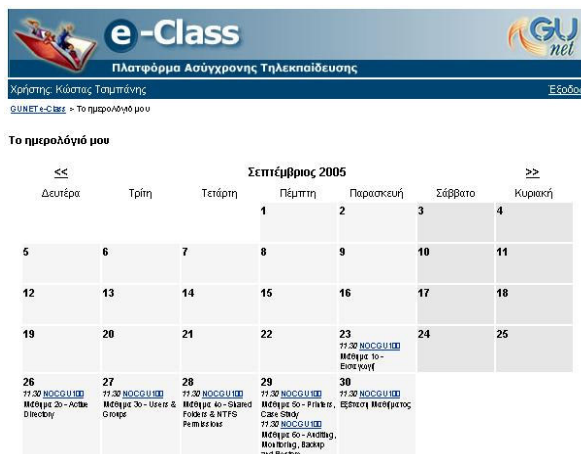 e-Class
GU
net
Πλατφόρμα Ασύγχρονης Τηλεκπαίδευσης
Χρήστης: Κώστας Τσιμπάνης
Εξοδος
GUNET e-Class > Το ημερολόγιό μου
Το ημερολόγιό μου
<< Σεπτέμβριος 2005 >>
Δευτέρα Τρίτη Τετάρτη Πέμπτη Παρασκευή Σάββατο Κυριακή
1 2 3 4
5 6 7 8 9 10 11
12 13 14 15 16 17 18
19 20 21 22 23 24 25
11:30 NOCGU100
Μάθημα 1ο -
Εισαγωγή
26 27 28 29 30
11:30 NOCGU100 11:30 NOCGU100 11:30 NOCGU100 11:30 NOCGU100 11:30 NOCGU100
Μάθημα 2ο - Active Μάθημα 3ο - Users & Μάθημα 4ο - Shared Μάθημα 5ο - Printers, Εξέταση Μαθήματος
Directory Groups Folders & NTFS Case Study
Permissions 11:30 NOCGU100
Μάθημα 6ο - Auditing,
Monitoring, Backup
and Restore